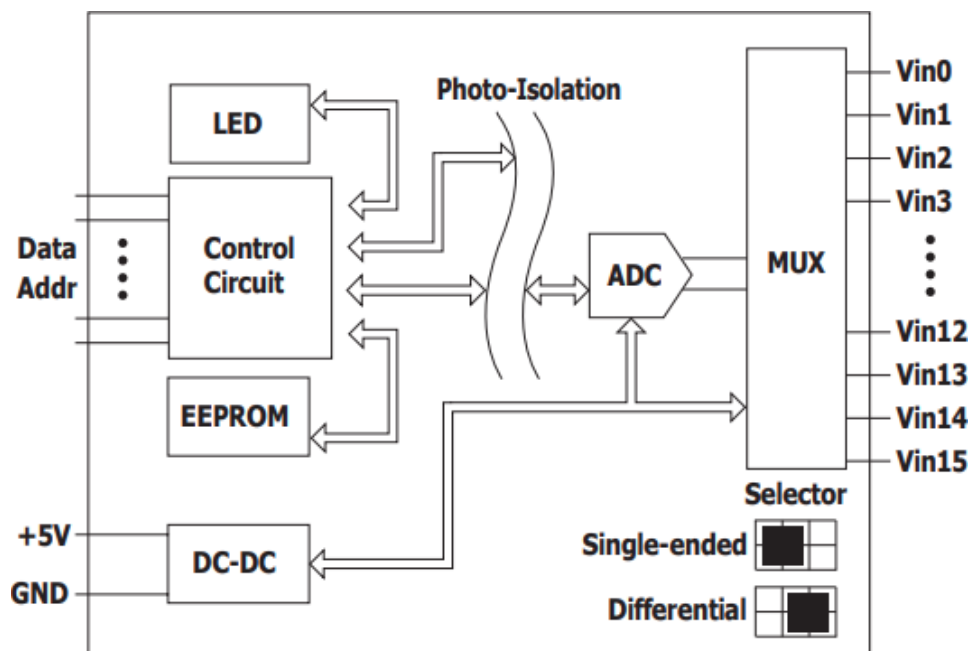 Photo-Isolation
LED
Control
Circuit
Data
Addr
EEPROM
DC-DC
+5V
GND
ADC
MUX
Vin0
Vin1
Vin2
Vin3
Vin12
Vin13
Vin14
Vin15
Selector
Single-ended
Differential